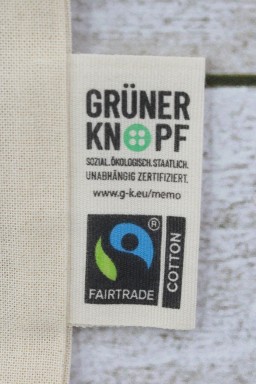 GRÜNER
KNOPF
SOZIAL. ÖKOLOGISCH. STAATLICH.
UNABHÄNGIG ZERTIFIZIERT.
www.g-k.eu/memo
®
FAIRTRADE
COTTON